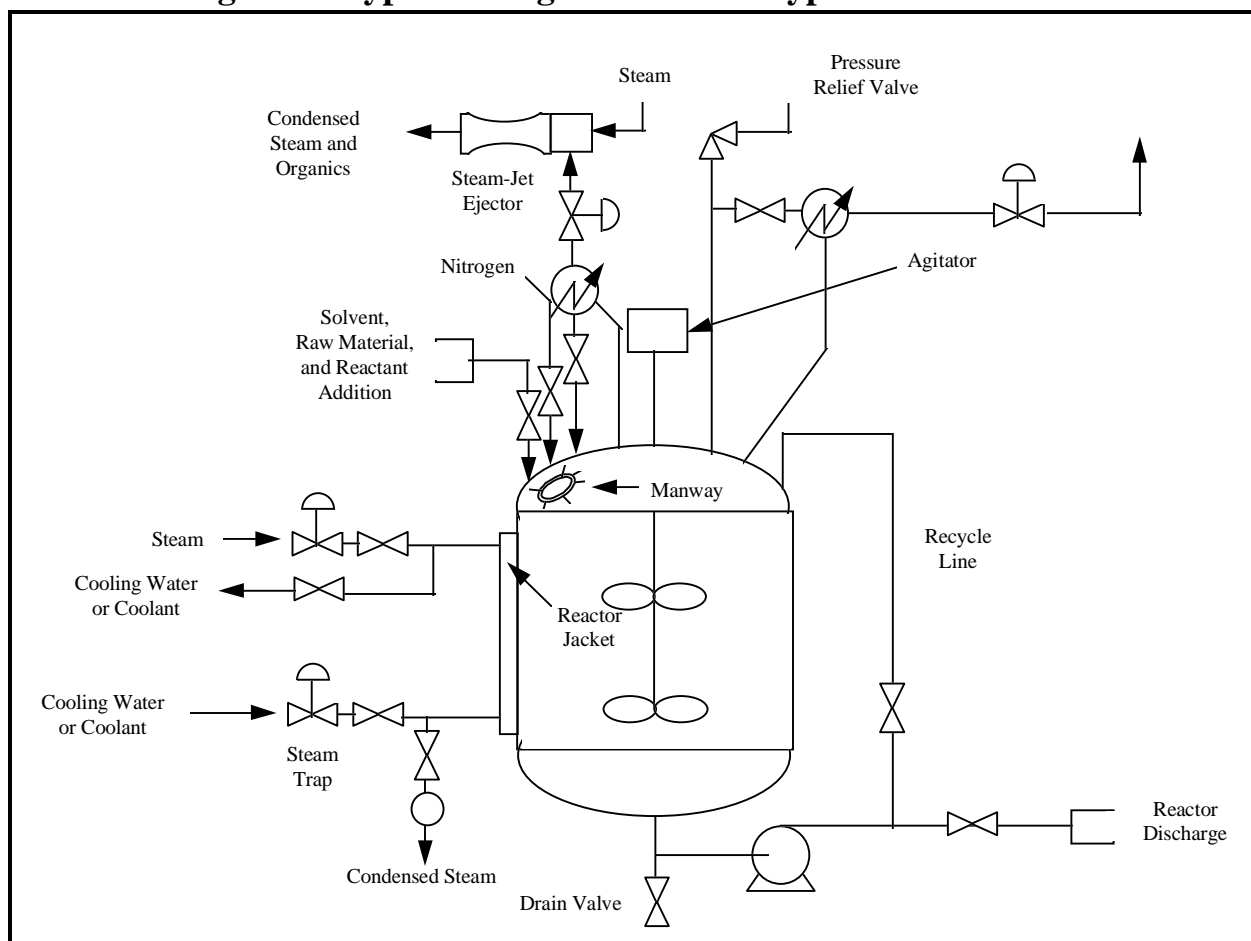 Steam
Pressure
Relief Valve
Condensed
Steam and
Organics
Steam-Jet
Ejector
Nitrogen
Agitator
Solvent,
Raw Material,
and Reactant
Addition
Manway
Steam
Recycle
Line
Cooling Water
or Coolant
Reactor
Jacket
Cooling Water
or Coolant
Steam
Trap
Reactor
Discharge
Condensed Steam
Drain Valve